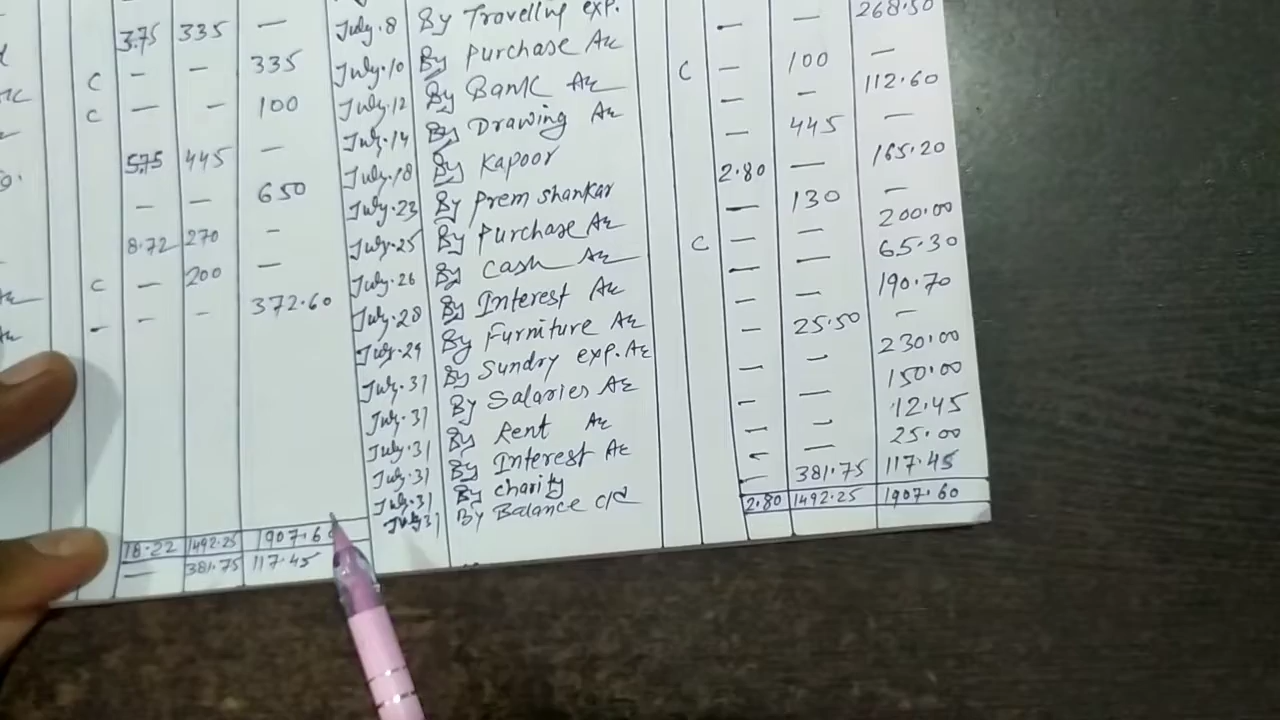 3.75 335 — July.8 By Travelling exp. — — 268.50
C — — 335 July.10 By Purchase A/c C — 100 —
C — — 100 July.12 By Bank A/c — — 112.60
5.75 445 — July.14 By Drawing A/c — 445 —
— — 650 July.18 By Kapoor 2.80 — 165.20
8.72 270 — July.23 By Prem Shankar — 130 —
C — 200 — July.25 By Purchase A/c C — — 200.00
- — — 372.60 July.26 By Cash A/c — — 65.30
July.28 By Interest A/c — — 190.70
July.29 By Furniture A/c — 25.50 —
July.31 By Sundry exp. A/c — — 230.00
July.31 By Salaries A/c — — 150.00
July.31 By Rent A/c — — 12.45
July.31 By Interest A/c — — 25.00
July.31 By charity — 381.75 117.45
July 31 By Balance c/d 2.80 1492.25 1907.60
18.22 1492.25 1907.60
— 381.75 117.45